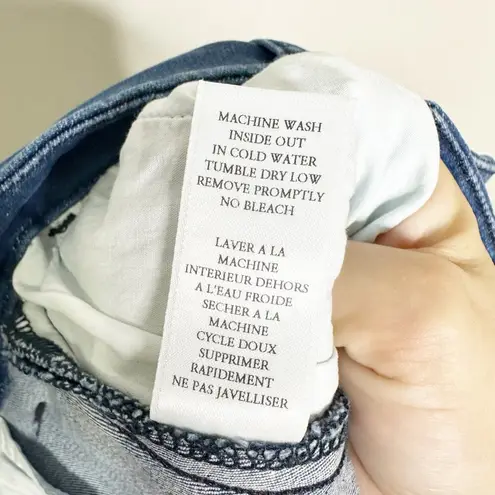 MACHINE WASH
INSIDE OUT
IN COLD WATER
TUMBLE DRY LOW
REMOVE PROMPTLY
NO BLEACH
LAVER A LA
MACHINE
INTERIEUR DEHORS
A L'EAU FROIDE
SECHER A LA
MACHINE
CYCLE DOUX
SUPPRIMER
RAPIDEMENT
NE PAS JAVELLISER